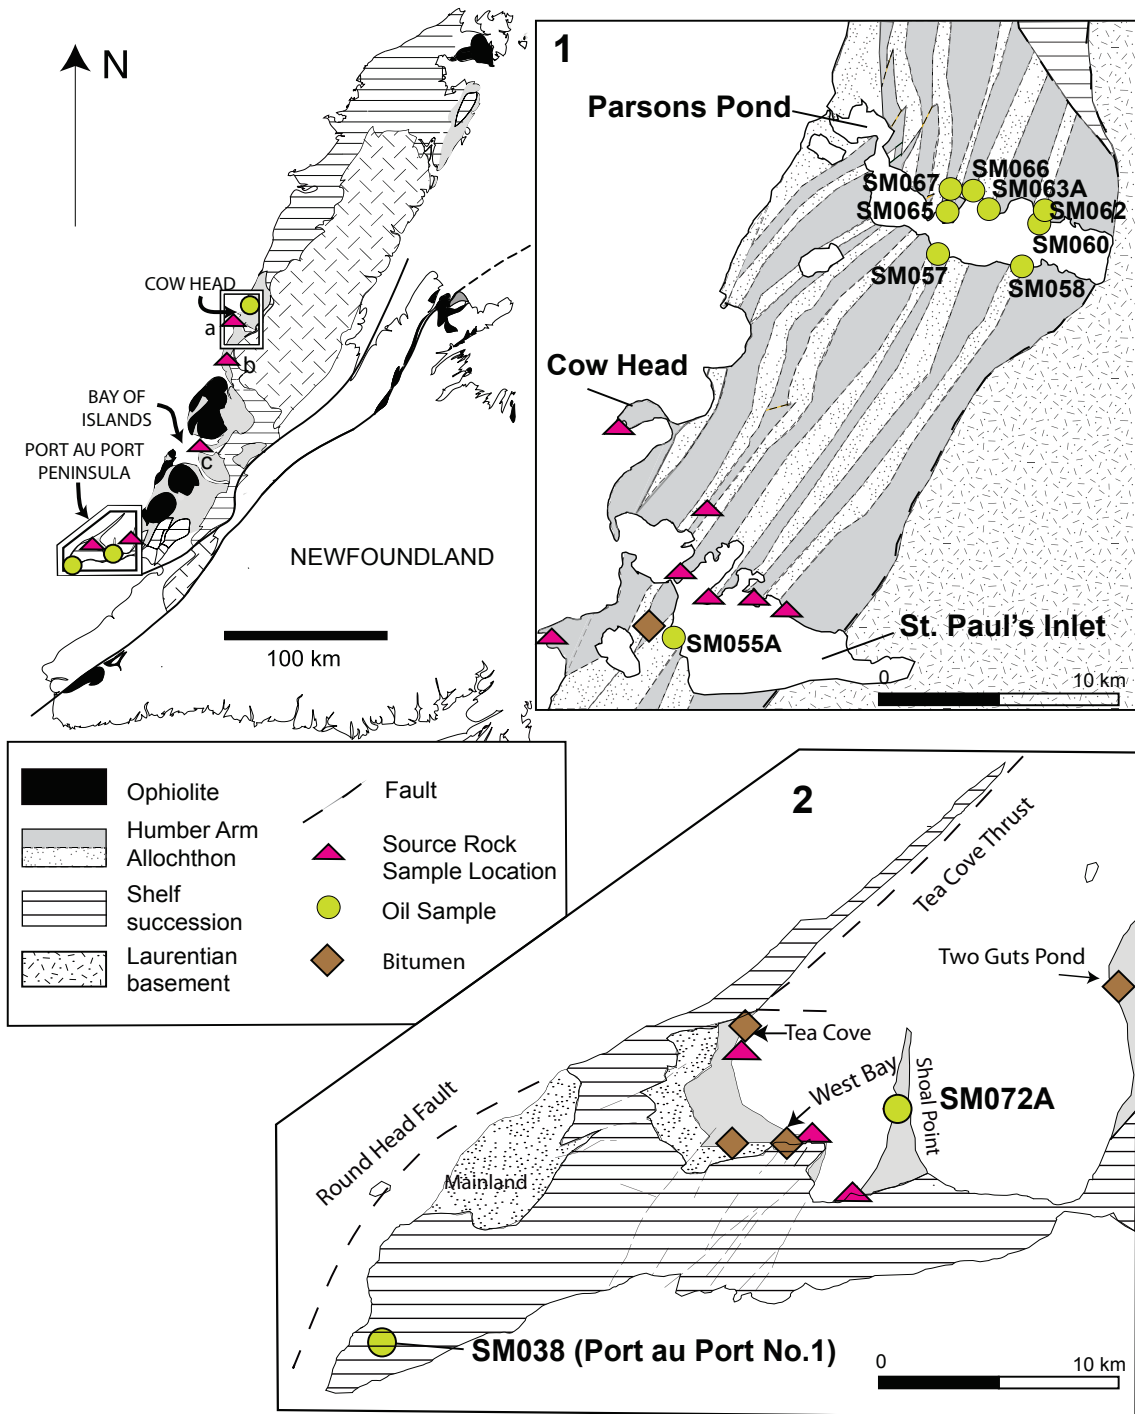 N
COW HEAD
a
b
BAY OF
ISLANDS
PORT AU PORT
PENINSULA
c
NEWFOUNDLAND
100 km
1
Parsons Pond
SM067
SM066
SM063A
SM065
SM062
SM060
SM057
SM058
Cow Head
St. Paul's Inlet
SM055A
0
10 km
Ophiolite
Humber Arm
Allochthon
Shelf
succession
Laurentian
basement
Fault
Source Rock
Sample Location
Oil Sample
Bitumen
2
Tea Cove Thrust
Two Guts Pond
Tea Cove
West Bay
Shoal Point
SM072A
Round Head Fault
Mainland
SM038 (Port au Port No.1)
0
10 km